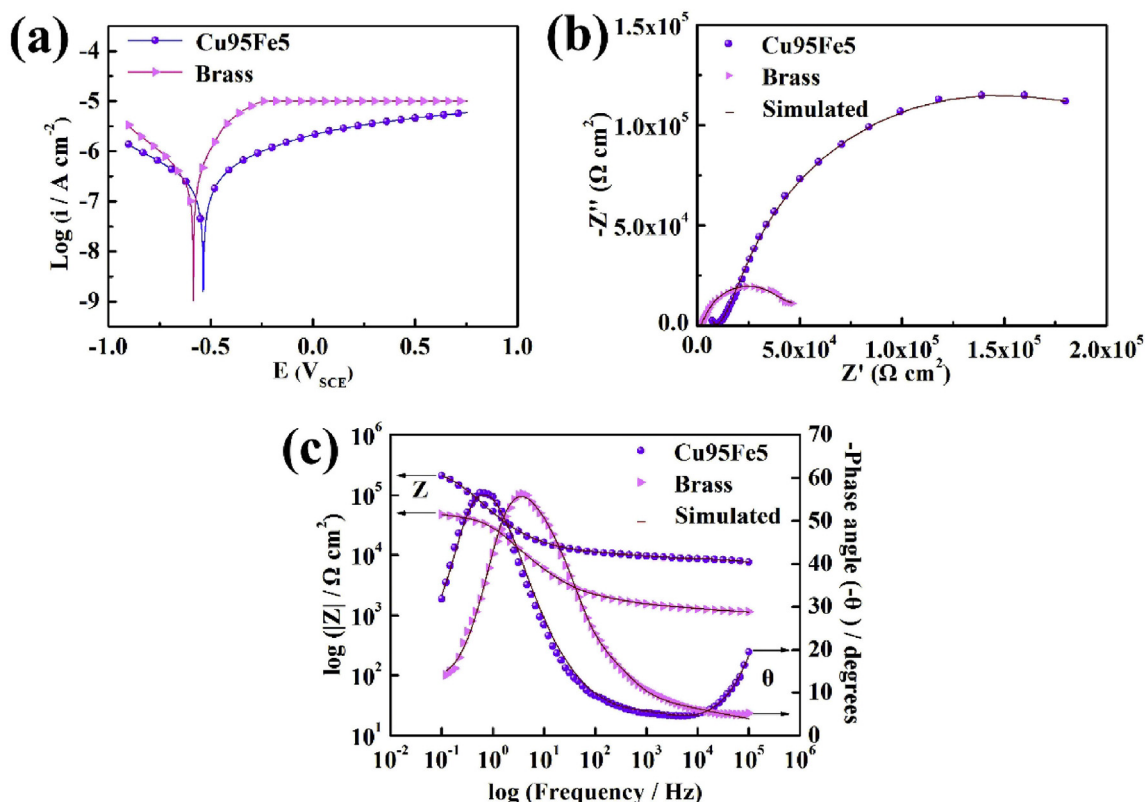 (a)
Cu95Fe5
Brass
Log (i / A cm⁻²)
-4
-5
-6
-7
-8
-9
-1.0 -0.5 0.0 0.5 1.0
E (V_SCE)
(b)
Cu95Fe5
Brass
Simulated
-Z'' (Ω cm²)
-1.5x10⁵
-1.0x10⁵
-5.0x10⁴
0.0
0.0 5.0x10⁴ 1.0x10⁵ 1.5x10⁵ 2.0x10⁵
Z' (Ω cm²)
(c)
Cu95Fe5
Brass
Simulated
Z
θ
log (|Z| / Ω cm²)
10⁶
10⁵
10⁴
10³
10²
10¹
10⁻² 10⁻¹ 10⁰ 10¹ 10² 10³ 10⁴ 10⁵ 10⁶
log (Frequency / Hz)
70
60
50
40
30
20
10
0
-Phase angle (-θ) / degrees